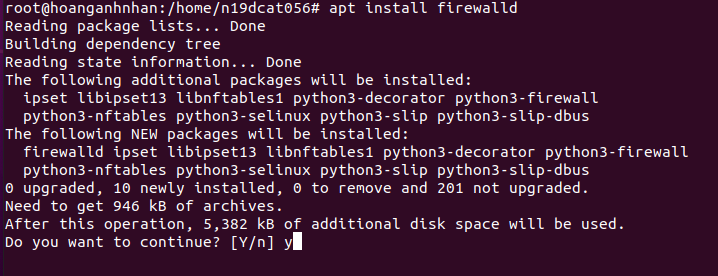 root@hoanganhnhan:/home/n19dcat056# apt install firewalld
Reading package lists... Done
Building dependency tree
Reading state information... Done
The following additional packages will be installed:
  ipset libipset13 libnftables1 python3-decorator python3-firewall
  python3-nftables python3-selinux python3-slip python3-slip-dbus
The following NEW packages will be installed:
  firewalld ipset libipset13 libnftables1 python3-decorator python3-firewall
  python3-nftables python3-selinux python3-slip python3-slip-dbus
0 upgraded, 10 newly installed, 0 to remove and 201 not upgraded.
Need to get 946 kB of archives.
After this operation, 5,382 kB of additional disk space will be used.
Do you want to continue? [Y/n] y